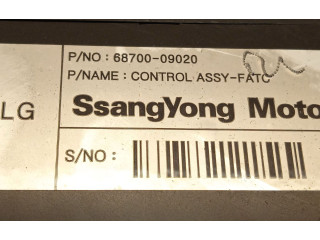 P/NO : 68700-09020
P/NAME : CONTROL ASSY-FATC
LG
SsangYong Moto
S/NO :